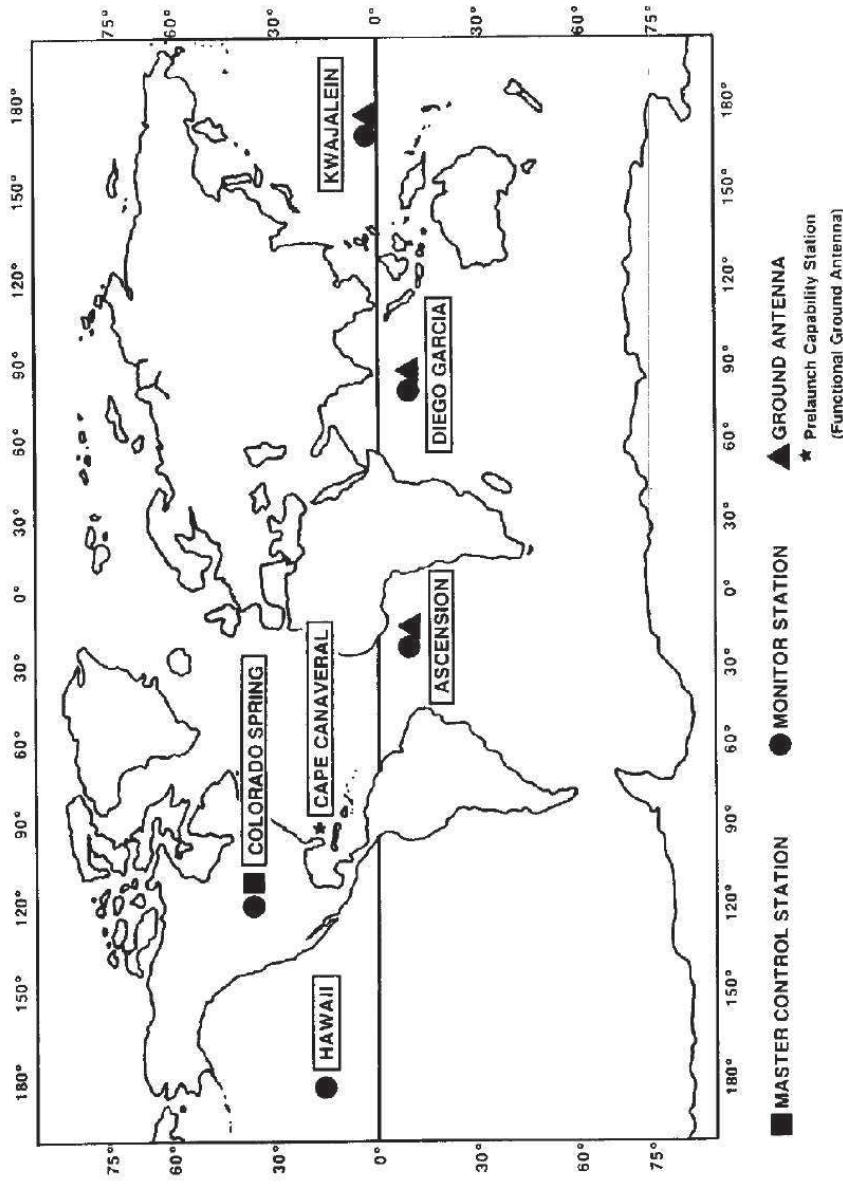 180° 150° 120° 90° 60° 30° 0° 30° 60° 90° 120° 150° 180°
75° 75°
60° 60°
30° 30°
0° 0°
30° 30°
60° 60°
75° 75°
COLORADO SPRING
CAPE CANAVERAL
HAWAII
KWAJALEIN
ASCENSION
DIEGO GARCIA
180° 150° 120° 90° 60° 30° 0° 30° 60° 90° 120° 150° 180°
MASTER CONTROL STATION
MONITOR STATION
GROUND ANTENNA
Prelaunch Capability Station
(Functional Ground Antenna)